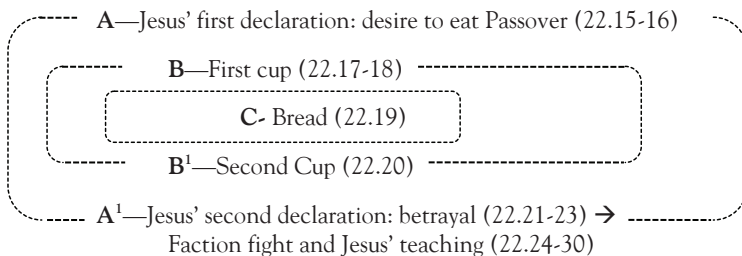 A—Jesus’ first declaration: desire to eat Passover (22.15-16)
B—First cup (22.17-18)
C- Bread (22.19)
B¹—Second Cup (22.20)
A¹—Jesus’ second declaration: betrayal (22.21-23) →
Faction fight and Jesus’ teaching (22.24-30)